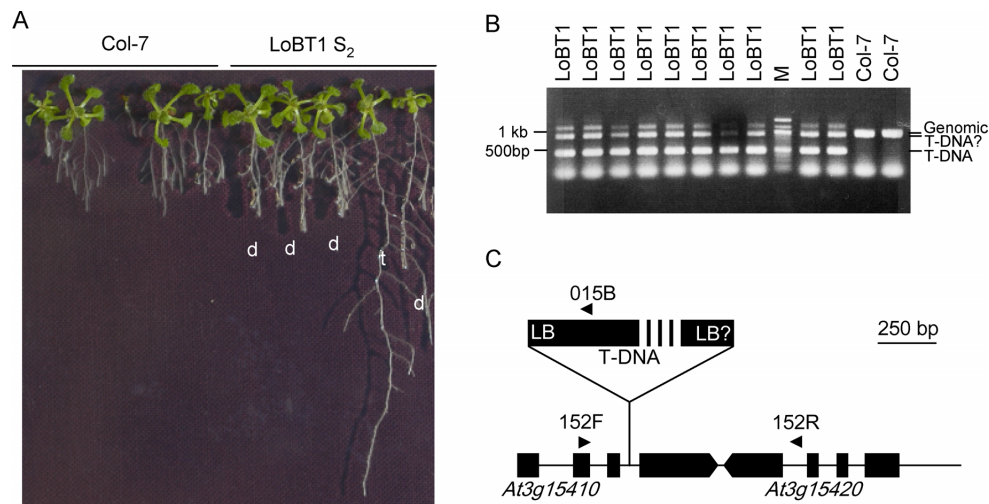 A
Col-7
LoBT1 S2
d
d
d
t
d
B
LoBT1
LoBT1
LoBT1
LoBT1
LoBT1
LoBT1
LoBT1
LoBT1
M
LoBT1
LoBT1
Col-7
Col-7
1 kb
500bp
Genomic
T-DNA?
T-DNA
C
015B
LB
LB?
T-DNA
250 bp
152F
152R
At3g15410
At3g15420